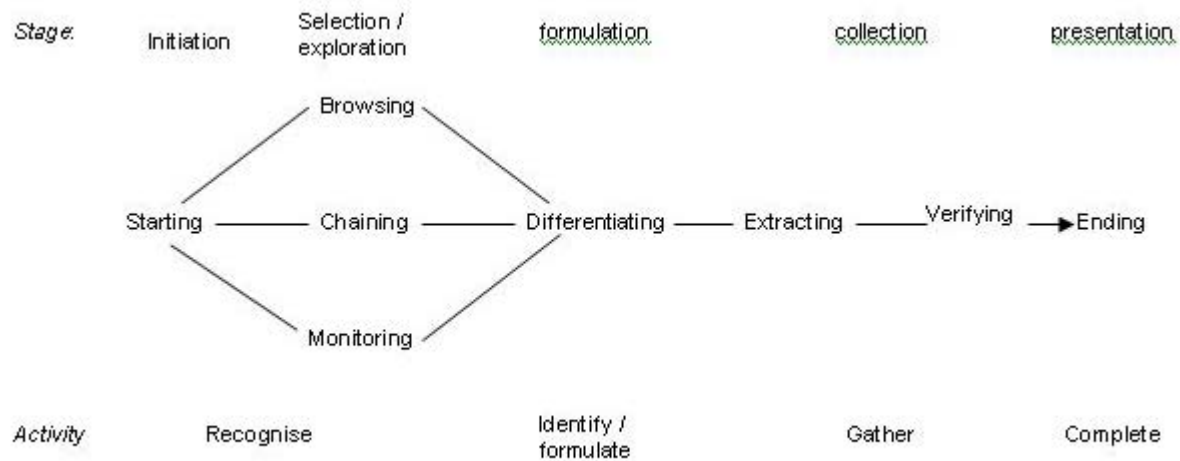 Stage:
Initiation
Selection /
exploration
formulation
collection
presentation
Browsing
Starting
Chaining
Differentiating
Extracting
Verifying
Ending
Monitoring
Activity
Recognise
Identify /
formulate
Gather
Complete